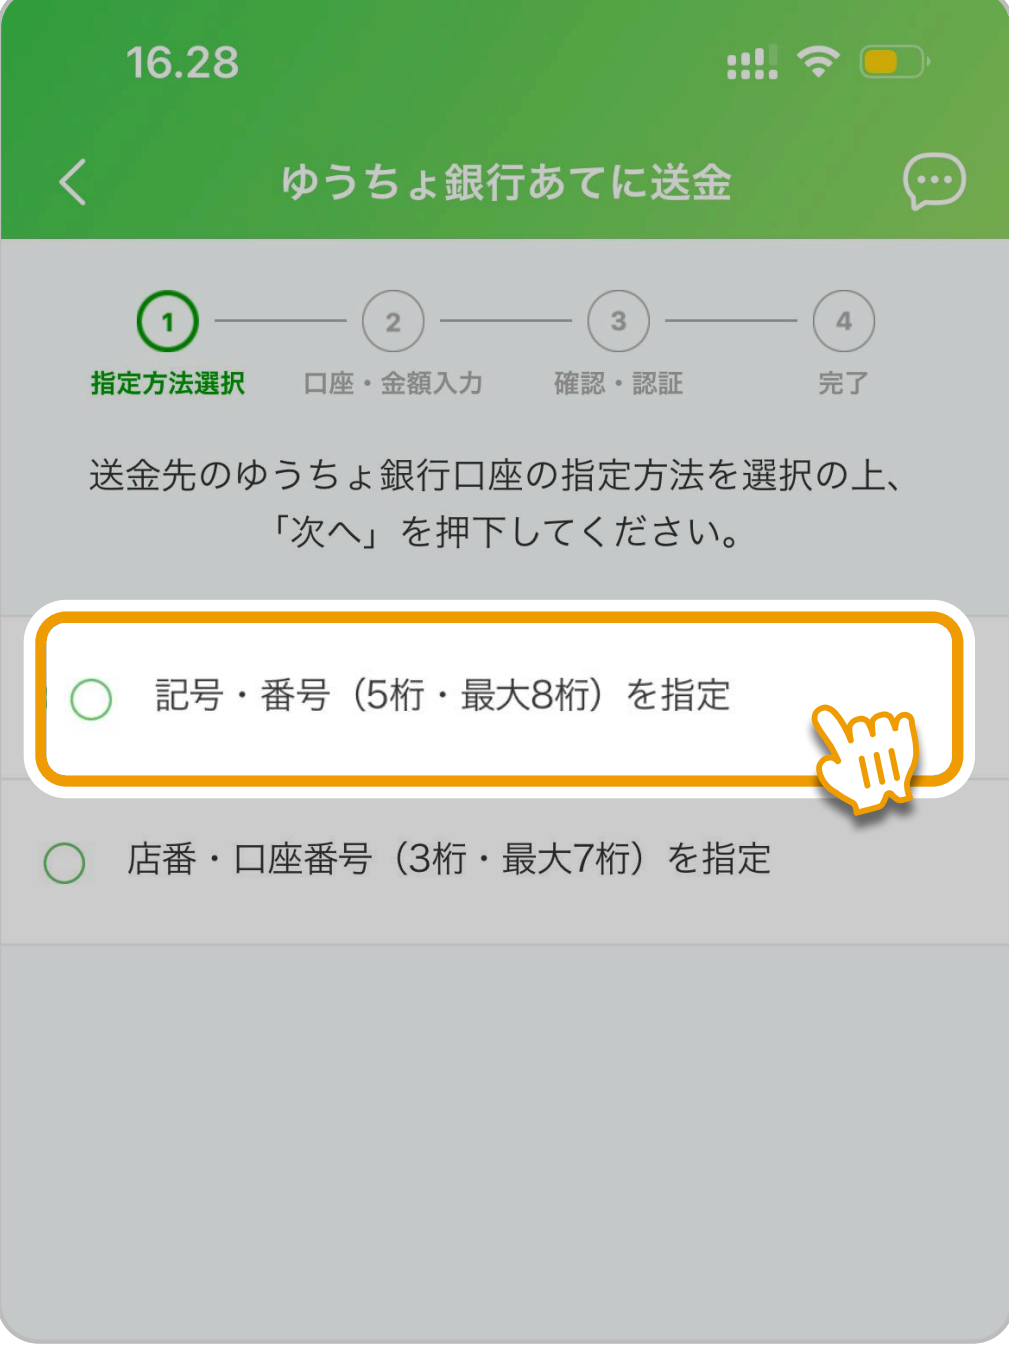 16.28
ゆうちょ銀行あてに送金
1
2
3
4
指定方法選択
口座・金額入力
確認・認証
完了
送金先のゆうちょ銀行口座の指定方法を選択の上、
「次へ」を押下してください。
記号・番号（5桁・最大8桁）を指定
店番・口座番号（3桁・最大7桁）を指定